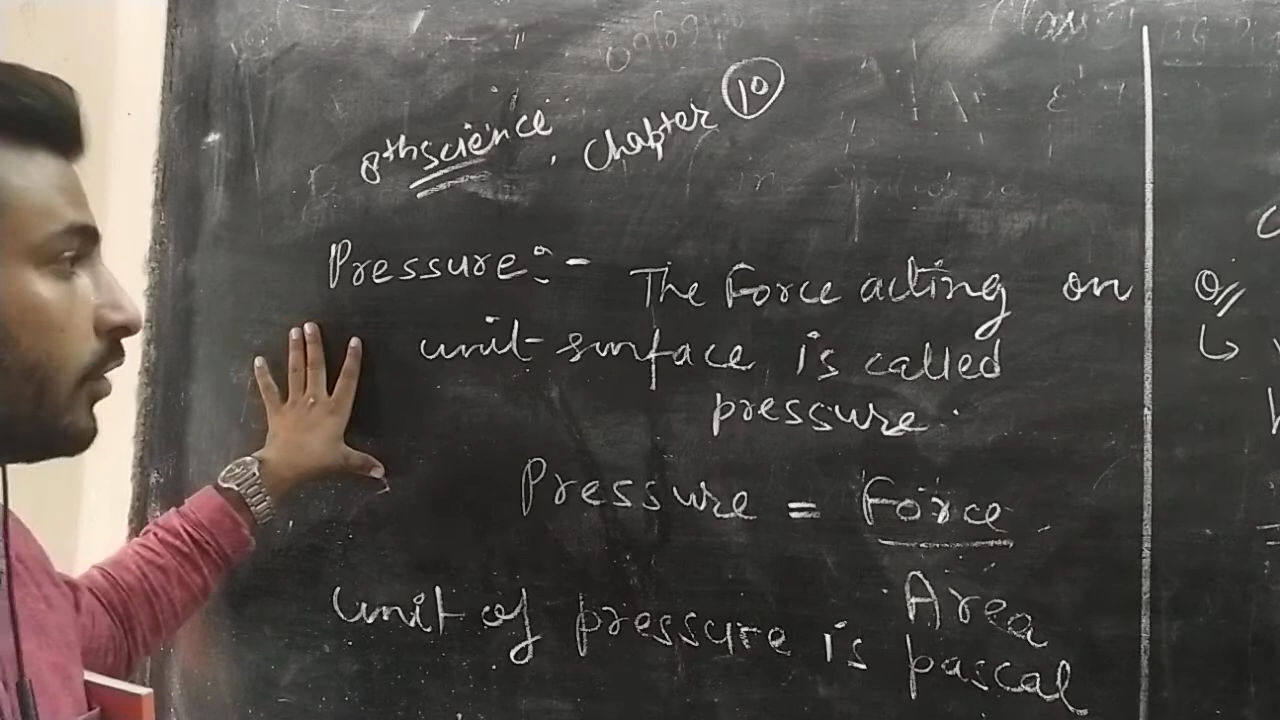 8th science, Chapter 10
Pressure:- The Force acting on
unit surface is called
pressure.
Pressure = Force
Area
unit of pressure is pascal